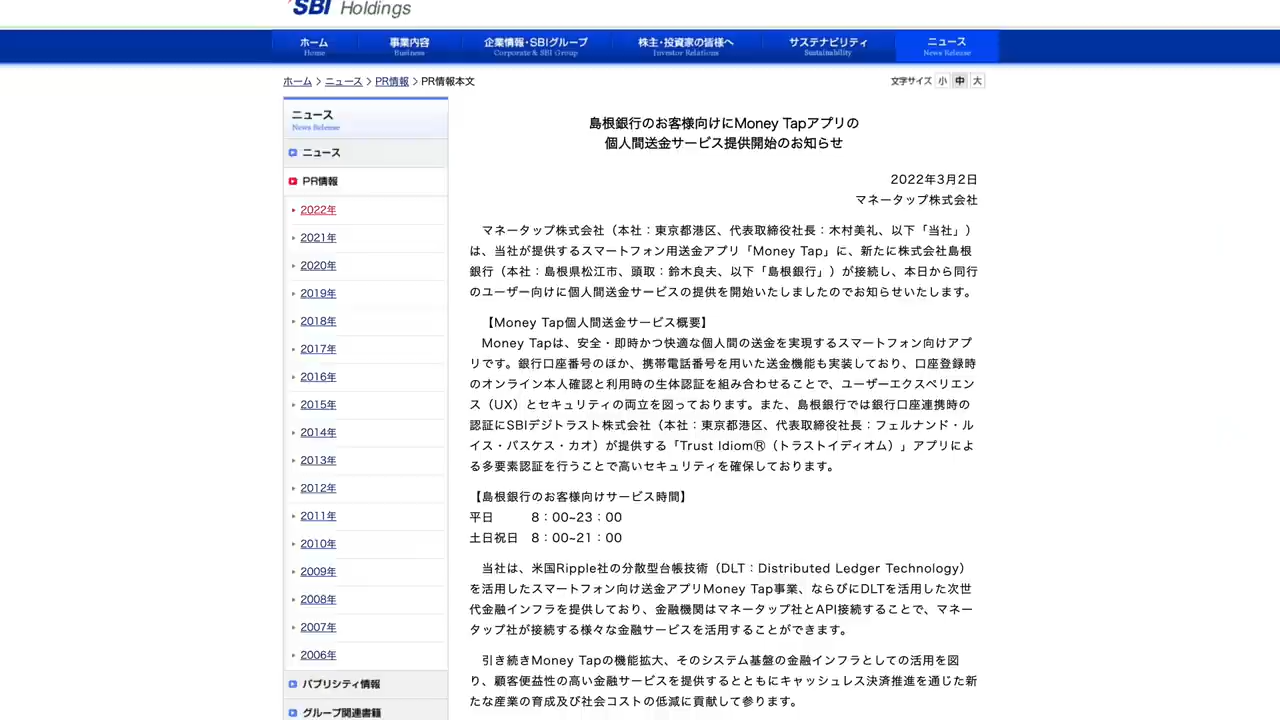 SBI Holdings
ホーム 事業内容 企業情報・SBIグループ 株主・投資家の皆様へ サステナビリティ ニュース
Home Business Corporate & SBI Group Investor Relations Sustainability News Release
ホーム > ニュース > PR情報 > PR情報本文
文字サイズ 小 中 大
ニュース
News Release
ニュース
PR情報
2022年
2021年
2020年
2019年
2018年
2017年
2016年
2015年
2014年
2013年
2012年
2011年
2010年
2009年
2008年
2007年
2006年
パブリシティ情報
グループ関連書籍
島根銀行のお客様向けにMoney Tapアプリの
個人間送金サービス提供開始のお知らせ
2022年3月2日
マネータップ株式会社
マネータップ株式会社（本社：東京都港区、代表取締役社長：木村美礼、以下「当社」）
は、当社が提供するスマートフォン用送金アプリ「Money Tap」に、新たに株式会社島根
銀行（本社：島根県松江市、頭取：鈴木良夫、以下「島根銀行」）が接続し、本日から同行
のユーザー向けに個人間送金サービスの提供を開始いたしましたのでお知らせいたします。
【Money Tap個人間送金サービス概要】
Money Tapは、安全・即時かつ快適な個人間の送金を実現するスマートフォン向けアプ
リです。銀行口座番号のほか、携帯電話番号を用いた送金機能も実装しており、口座登録時
のオンライン本人確認と利用時の生体認証を組み合わせることで、ユーザーエクスペリエン
ス（UX）とセキュリティの両立を図っております。また、島根銀行では銀行口座連携時の
認証にSBIデジトラスト株式会社（本社：東京都港区、代表取締役社長：フェルナンド・ル
イス・バスケス・カオ）が提供する「Trust Idiom®（トラストイディオム）」アプリによ
る多要素認証を行うことで高いセキュリティを確保しております。
【島根銀行のお客様向けサービス時間】
平日 8：00~23：00
土日祝日 8：00~21：00
当社は、米国Ripple社の分散型台帳技術（DLT：Distributed Ledger Technology）
を活用したスマートフォン向け送金アプリMoney Tap事業、ならびにDLTを活用した次世
代金融インフラを提供しており、金融機関はマネータップ社とAPI接続することで、マネー
タップ社が接続する様々な金融サービスを活用することができます。
引き続きMoney Tapの機能拡大、そのシステム基盤の金融インフラとしての活用を図
り、顧客便益性の高い金融サービスを提供するとともにキャッシュレス決済推進を通じた新
たな産業の育成及び社会コストの低減に貢献して参ります。